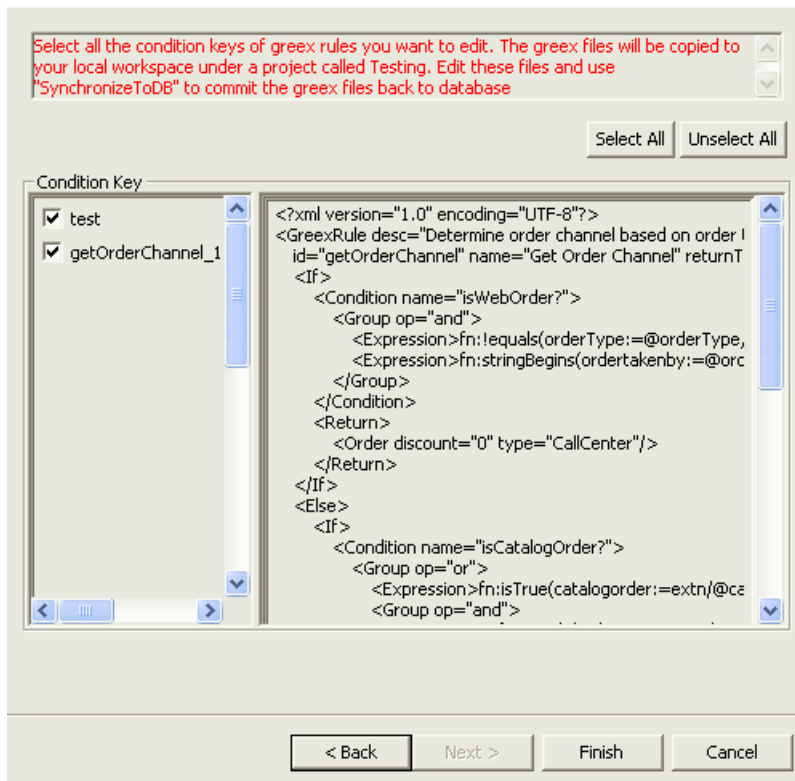 Select all the condition keys of greex rules you want to edit. The greex files will be copied to
your local workspace under a project called Testing. Edit these files and use
"SynchronizeToDB" to commit the greex files back to database
Select All
Unselect All
Condition Key
test
getOrderChannel_1
<?xml version="1.0" encoding="UTF-8"?>
<GreexRule desc="Determine order channel based on order
id="getOrderChannel" name="Get Order Channel" returnT
<If>
<Condition name="isWebOrder?">
<Group op="and">
<Expression>fn:!equals(orderType:=@orderType,
<Expression>fn:stringBegins(ordertakenby:=@orc
</Group>
</Condition>
<Return>
<Order discount="0" type="CallCenter"/>
</Return>
</If>
<Else>
<If>
<Condition name="isCatalogOrder?">
<Group op="or">
<Expression>fn:isTrue(catalogorder:=extn/@ca
<Group op="and">
< Back
Next >
Finish
Cancel